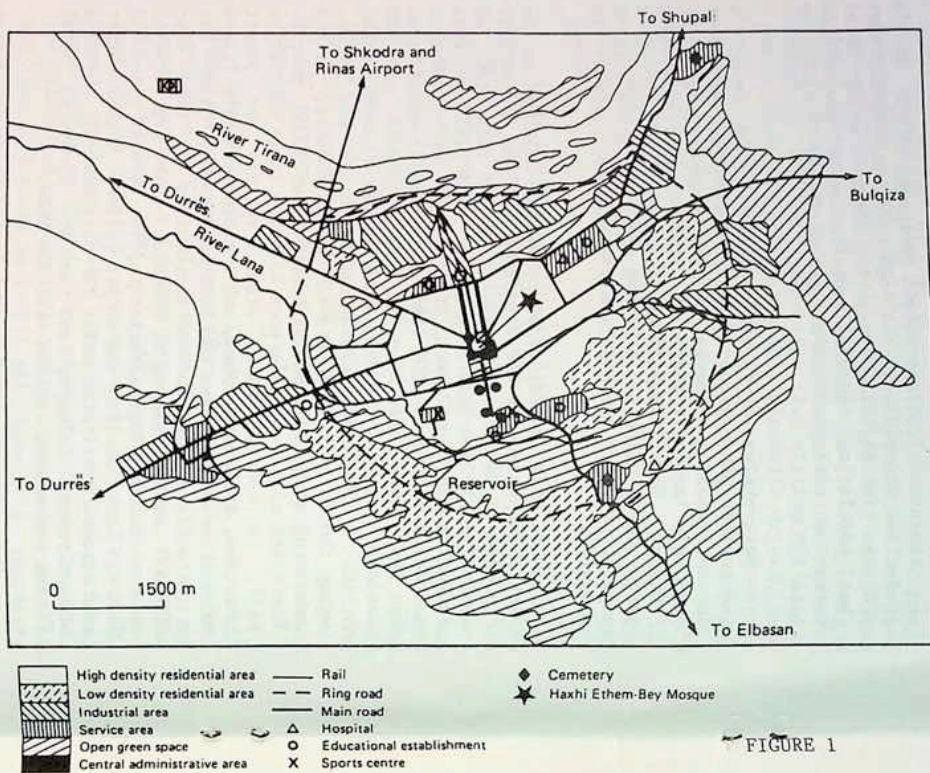 To Shupal
To Shkodra and
Rinas Airport
River Tirana
To Durrës
River Lana
To
Bulqiza
To Durrës
Reservoir
0 1500 m
To Elbasan
High density residential area
Low density residential area
Industrial area
Service area
Open green space
Central administrative area
Rail
Ring road
Main road
Hospital
Educational establishment
X Sports centre
Cemetery
Haxhi Ethem-Bey Mosque
FIGURE 1